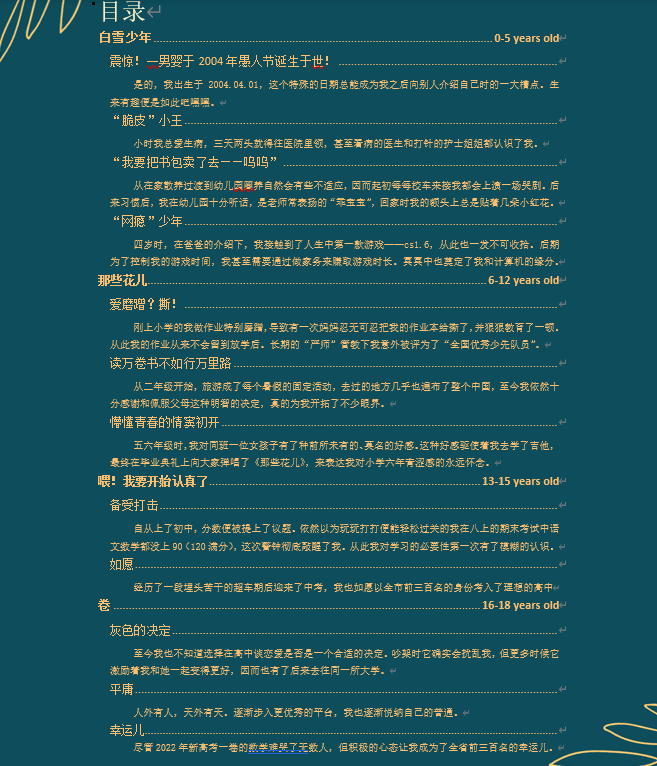 目录
白雪少年 0-5 years old
震惊！一男婴于 2004 年愚人节诞生于世！
是的，我出生于 2004.04.01，这个特殊的日期总能成为我之后向别人介绍自己时的一大槽点。生
来有趣便是如此吧嘿嘿。
“脆皮”小王
小时我总爱生病，三天两头就得往医院里领，甚至看病的医生和打针的护士姐姐都认识了我。
“我要把书包卖了去——呜呜”
从在家散养过渡到幼儿园圈养自然会有些不适应，因而起初每每校车来接我都会上演一场哭剧。后
来习惯后，我在幼儿园十分听话，是老师常表扬的“乖宝宝”，回家时我的额头上总是贴着几朵小红花。
“网瘾”少年
四岁时，在爸爸的介绍下，我接触到了人生中第一款游戏——cs1.6，从此也一发不可收拾。后期
为了控制我的游戏时间，我甚至需要通过做家务来赚取游戏时长。冥冥中也奠定了我和计算机的缘分。
那些花儿 6-12 years old
爱磨蹭？撕！
刚上小学的我做作业特别磨蹭，导致有一次妈妈忍无可忍把我的作业本给撕了，并狠狠教育了一顿。
从此我的作业从来不会留到放学后。长期的“严师”管教下我意外被评为了“全国优秀少先队员”。
读万卷书不如行万里路
从二年级开始，旅游成了每个暑假的固定活动，去过的地方几乎也遍布了整个中国，至今我依然十
分感谢和佩服父母这种明智的决定，真的为我开拓了不少眼界。
懵懂青春的情窦初开
五六年级时，我对同班一位女孩子有了种前所未有的、莫名的好感。这种好感驱使着我去学了吉他，
最终在毕业典礼上向大家弹唱了《那些花儿》，来表达我对小学六年青涩感的永远怀念。
喂！我要开始认真了 13-15 years old
备受打击
自从上了初中，分数便被提上了议题。依然以为玩玩打打便能轻松过关的我在八上的期末考试中语
文数学都没上 90（120 满分），这次警钟彻底敲醒了我。从此我对学习的必要性第一次有了模糊的认识。
如愿
经历了一段埋头苦干的超车期后迎来了中考，我也如愿以全市前三百名的身份考入了理想的高中
卷 16-18 years old
灰色的决定
至今我也不知道选择在高中谈恋爱是否是一个合适的决定。吵架时它确实会扰乱我，但更多时候它
激励着我和她一起变得更好，因而也有了后来去往同一所大学。
平庸
人外有人，天外有天。逐渐步入更优秀的平台，我也逐渐悦纳自己的普通。
幸运儿
尽管 2022 年新高考一卷的数学难哭了无数人，但积极的心态让我成为了全省前三百名的幸运儿。